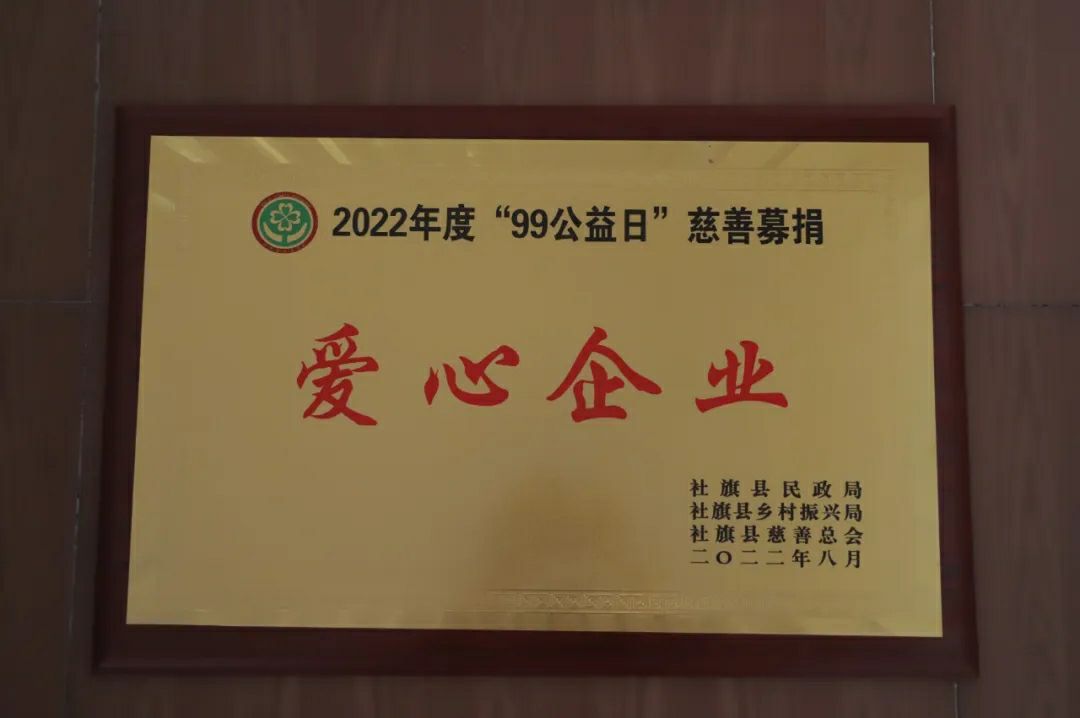 2022年度“99公益日”慈善募捐
爱心企业
社旗县民政局
社旗县乡村振兴局
社旗县慈善总会
二〇二二年八月